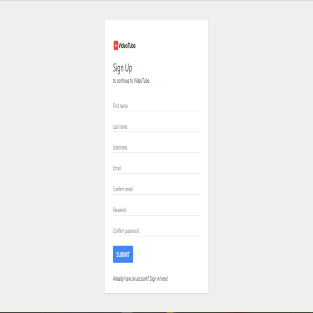 VideoTube
Sign Up
to continue to VideoTube
First name
Last name
Username
Email
Confirm email
Password
Confirm password
SUBMIT
Already have an account? Sign in here!